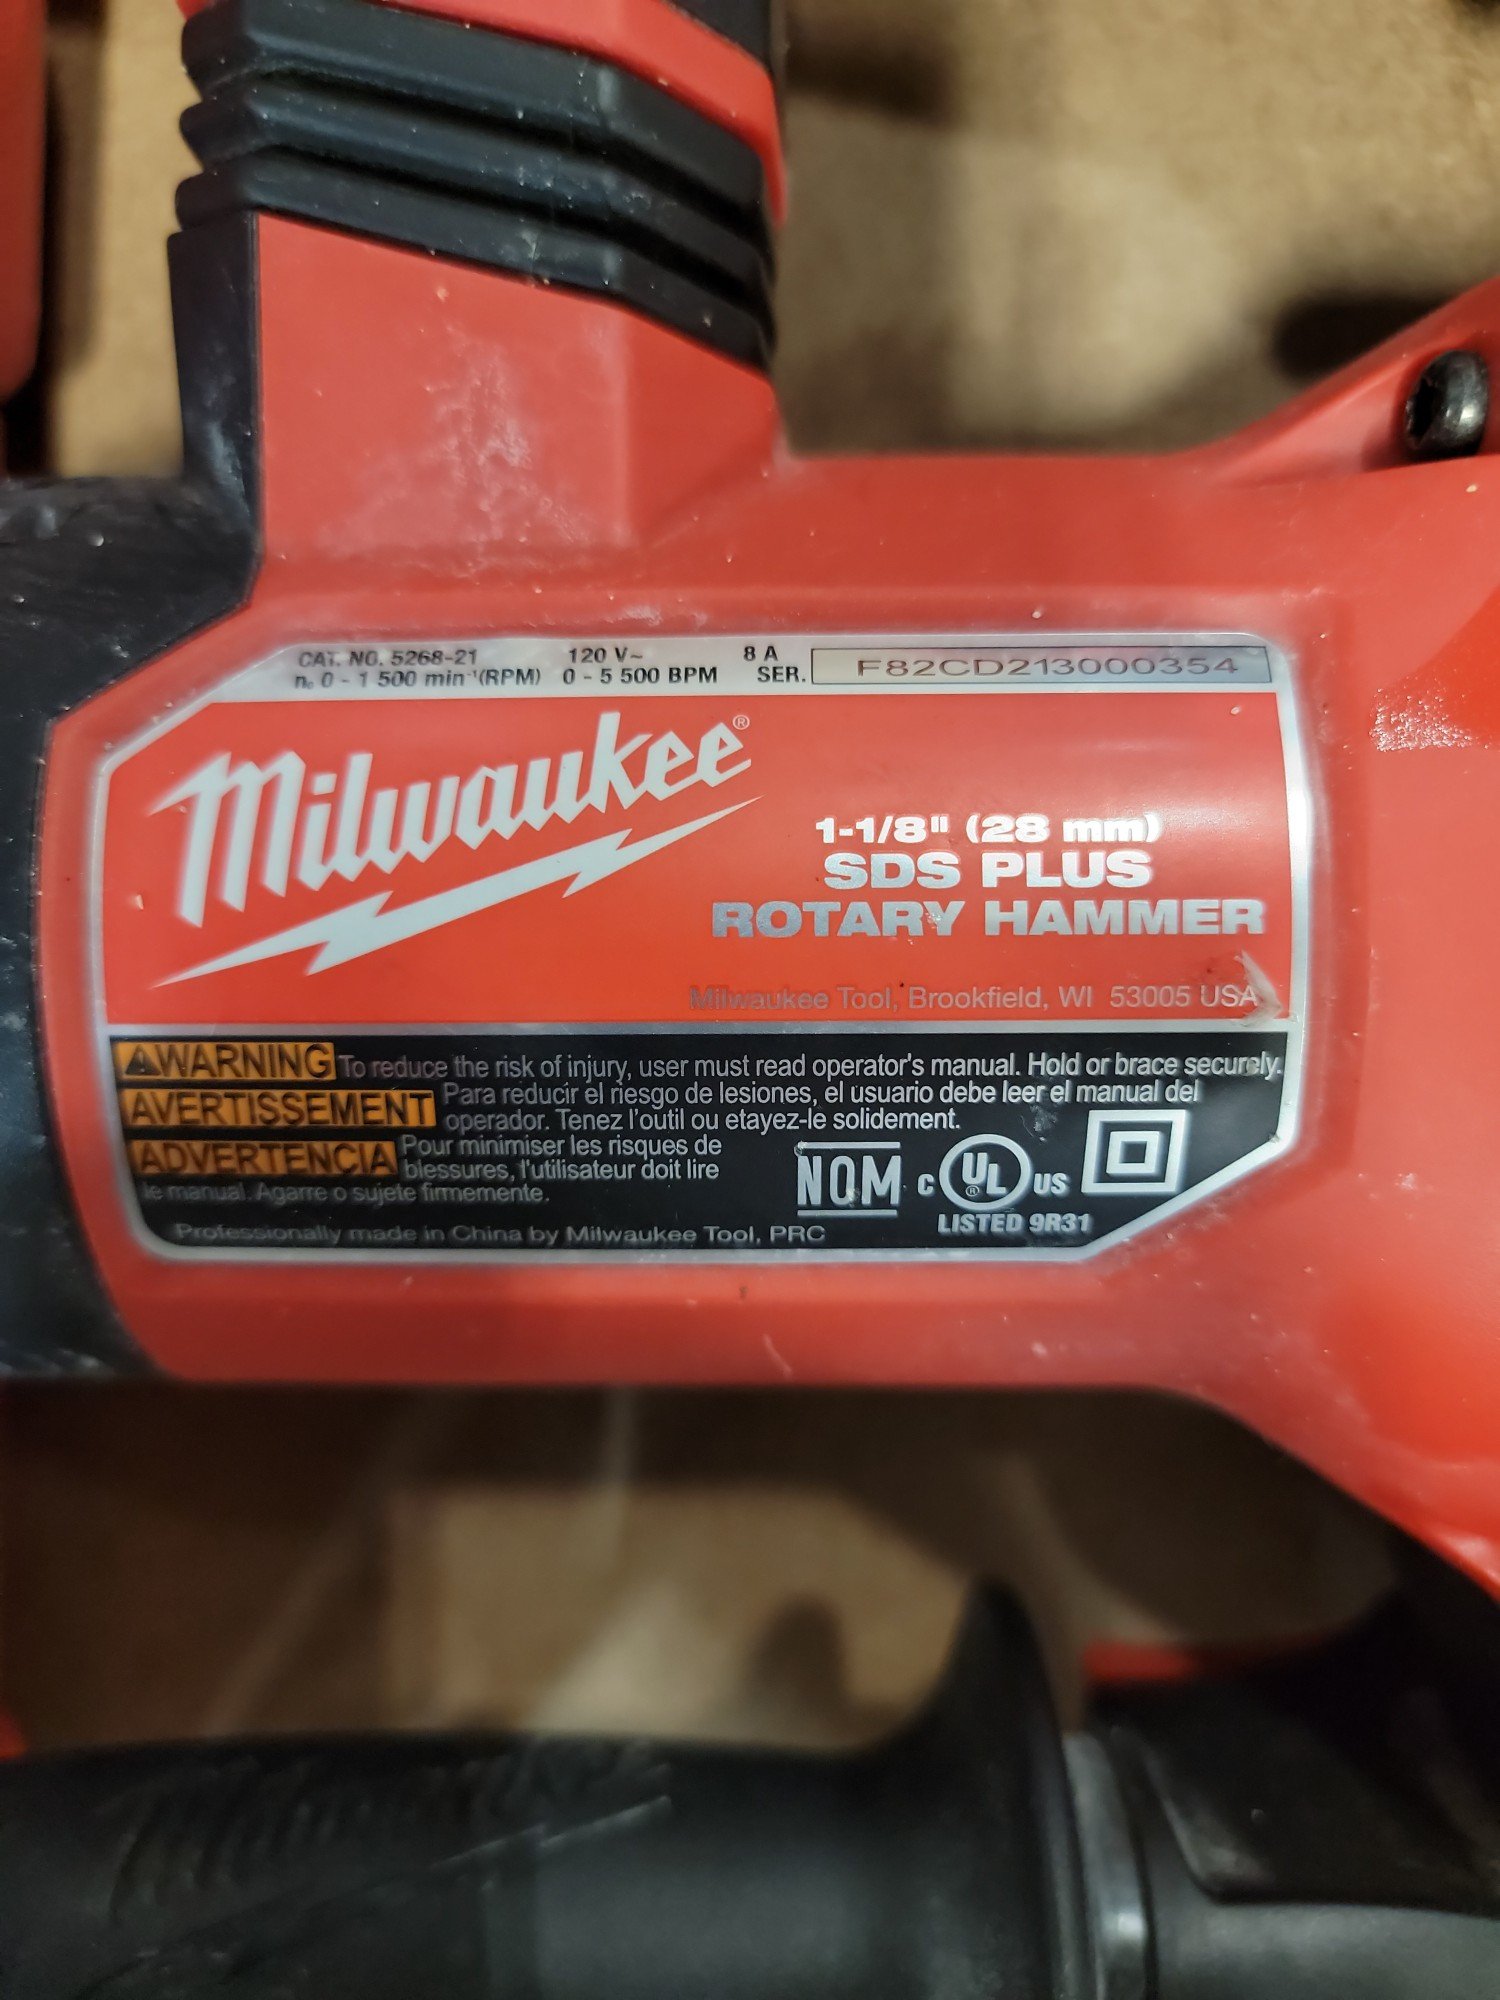 CAT. NO. 5268-21 120 V~ 8 A
n₀ 0 - 1 500 min⁻¹(RPM) 0 - 5 500 BPM SER. F82CD213000354
Milwaukee®
1-1/8" (28 mm)
SDS PLUS
ROTARY HAMMER
Milwaukee Tool, Brookfield, WI 53005 USA
⚠WARNING To reduce the risk of injury, user must read operator's manual. Hold or brace securely.
AVERTISSEMENT Para reducir el riesgo de lesiones, el usuario debe leer el manual del
operador. Tenez l'outil ou etayez-le solidement.
ADVERTENCIA Pour minimiser les risques de
blessures, l'utilisateur doit lire
le manual. Agarre o sujete firmemente.
NOM c UL® US
LISTED 9R31
Professionally made in China by Milwaukee Tool, PRC
Milwaukee